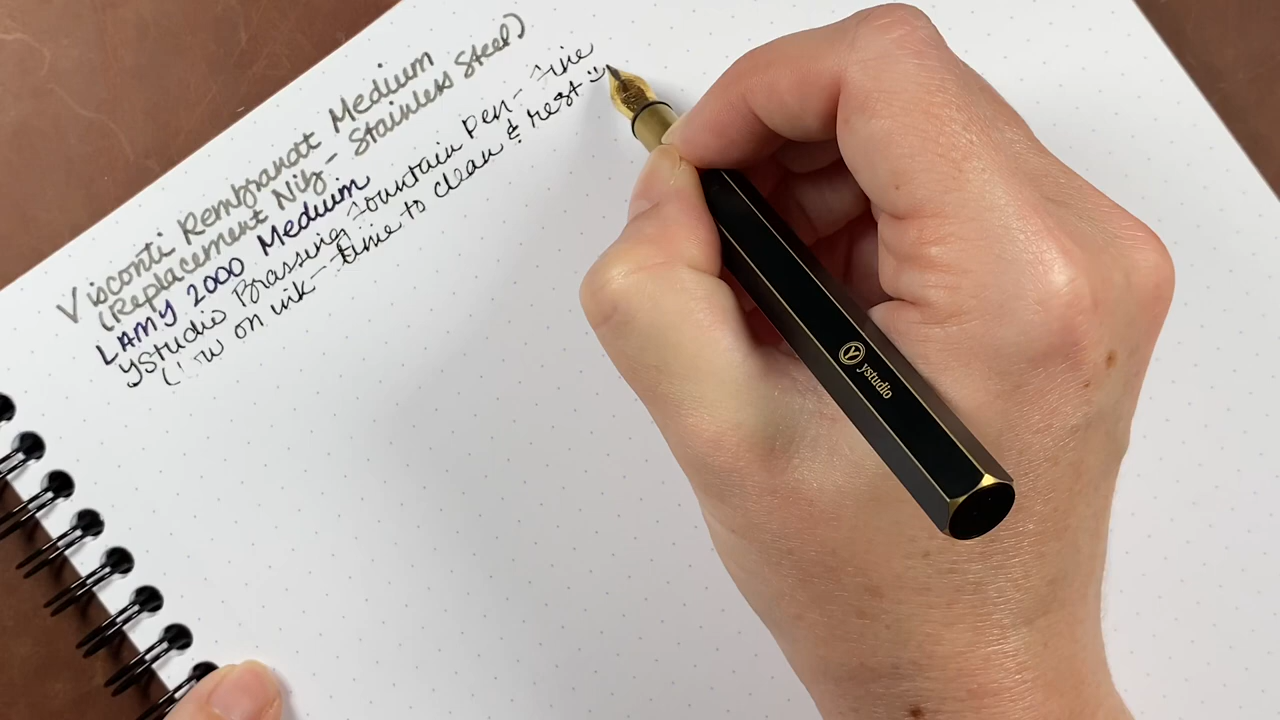 Visconti Rembrandt Medium
(Replacement Nib - Stainless Steel)
LAMY 2000 Medium
YStudio Brassing Fountain Pen - Fine
(low on ink - time to clean & rest :)
ystudio